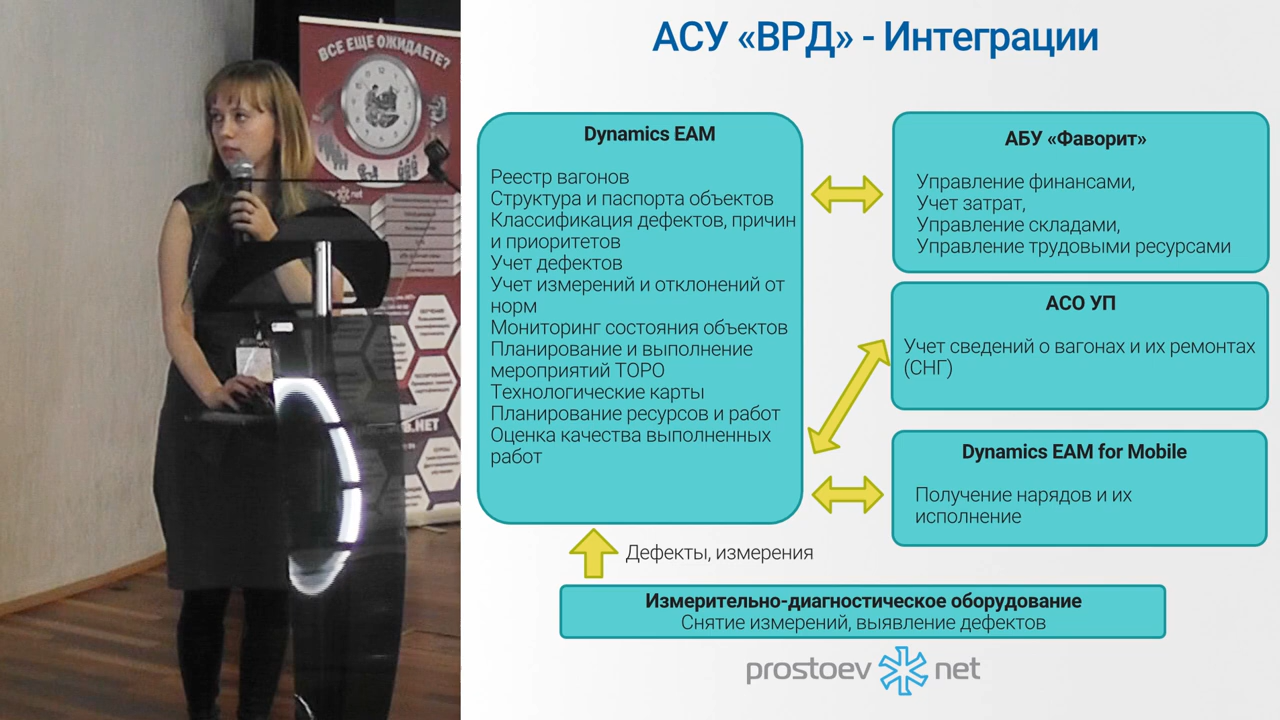 ВСЕ ЕЩЕ ОЖИДАЕТЕ?
net
.NET
АСУ «ВРД» - Интеграции
Dynamics EAM
Реестр вагонов
Структура и паспорта объектов
Классификация дефектов, причин
и приоритетов
Учет дефектов
Учет измерений и отклонений от
норм
Мониторинг состояния объектов
Планирование и выполнение
мероприятий ТОРО
Технологические карты
Планирование ресурсов и работ
Оценка качества выполненных
работ
АБУ «Фаворит»
Управление финансами,
Учет затрат,
Управление складами,
Управление трудовыми ресурсами
АСО УП
Учет сведений о вагонах и их ремонтах
(СНГ)
Dynamics EAM for Mobile
Получение нарядов и их
исполнение
Дефекты, измерения
Измерительно-диагностическое оборудование
Снятие измерений, выявление дефектов
prostoev net